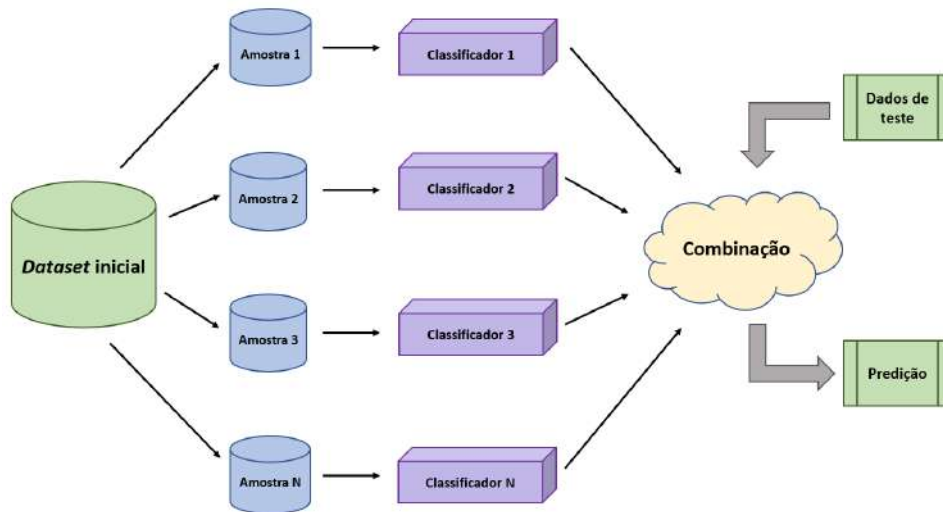 Amostra 1
Classificador 1
Dados de
teste
Amostra 2
Classificador 2
Dataset inicial
Combinação
Amostra 3
Classificador 3
Predição
Amostra N
Classificador N